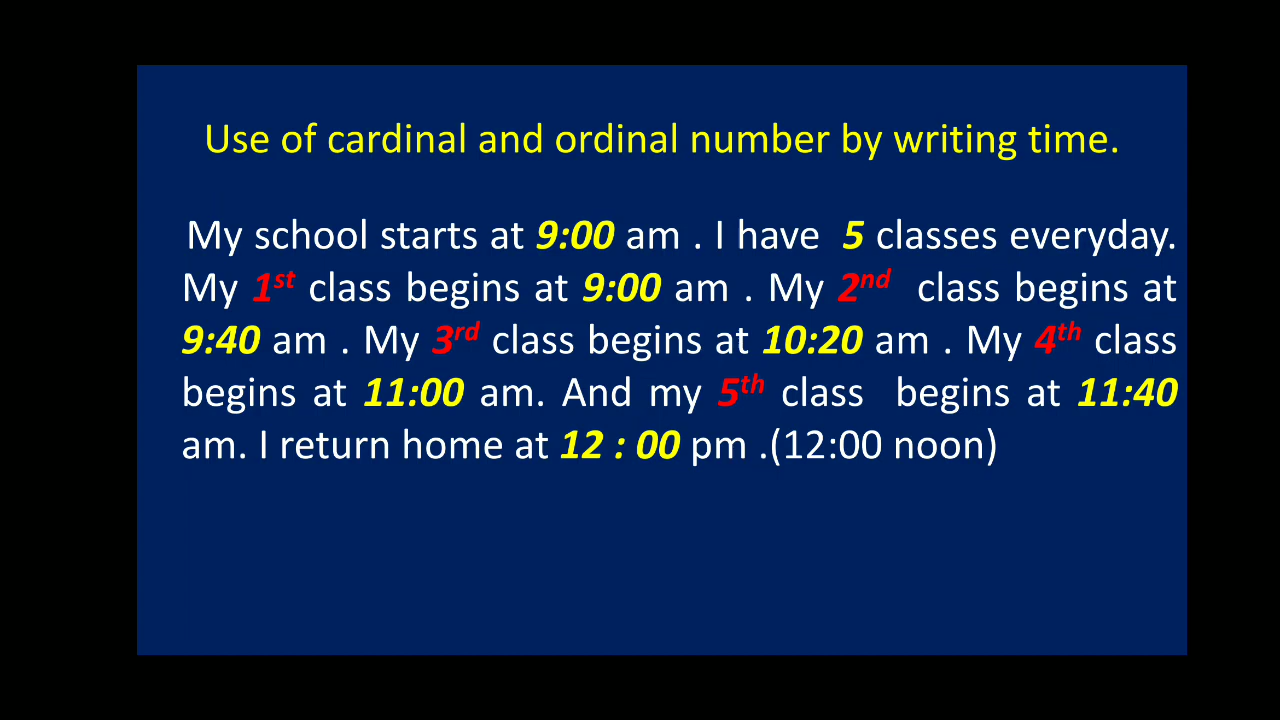 Use of cardinal and ordinal number by writing time.
My school starts at 9:00 am . I have 5 classes everyday.
My 1st class begins at 9:00 am . My 2nd class begins at
9:40 am . My 3rd class begins at 10:20 am . My 4th class
begins at 11:00 am. And my 5th class begins at 11:40
am. I return home at 12 : 00 pm .(12:00 noon)